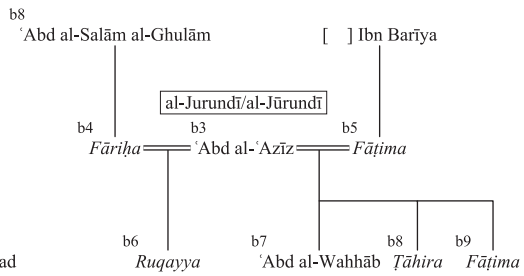 b8
ʿAbd al-Salām al-Ghulām [ ] Ibn Barīya
al-Jurundī/al-Jūrundī
b4 b3 b5
Fāriḥa ʿAbd al-ʿAzīz Fāṭima
b6 b7 b8 b9
ad Ruqayya ʿAbd al-Wahhāb Ṭāhira Fāṭima